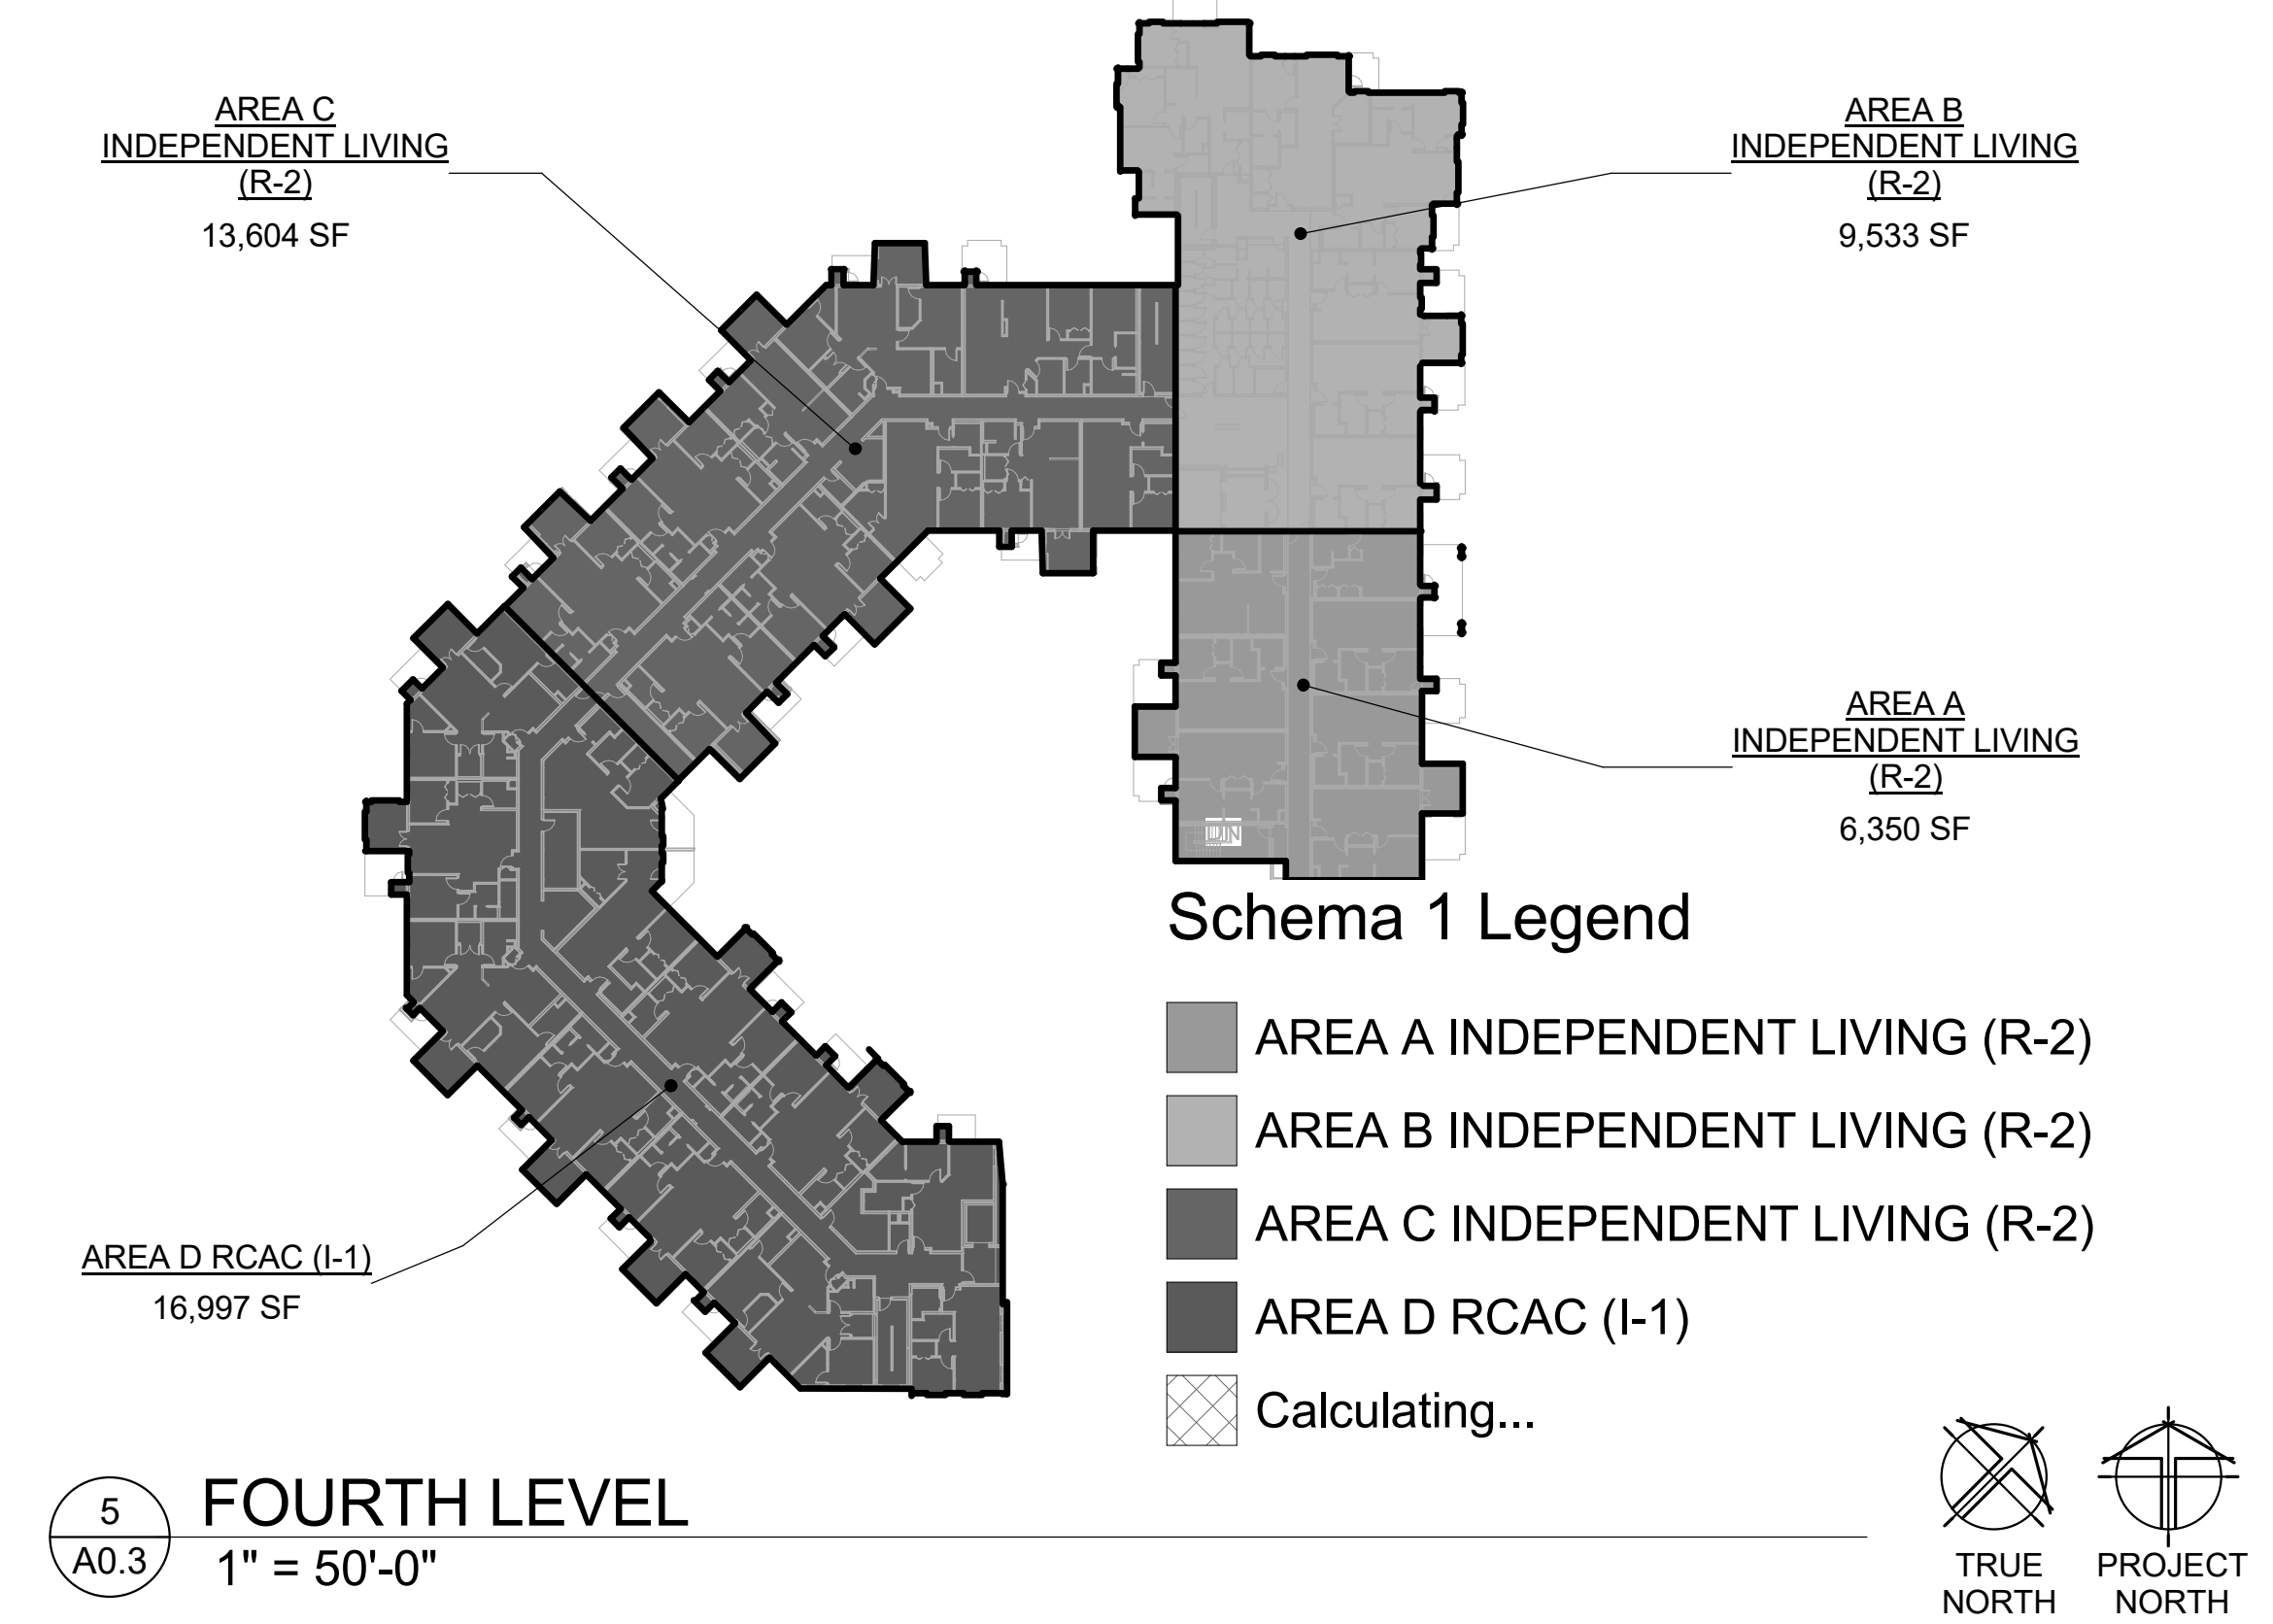 AREA C
INDEPENDENT LIVING
(R-2)
13,604 SF
AREA B
INDEPENDENT LIVING
(R-2)
9,533 SF
AREA A
INDEPENDENT LIVING
(R-2)
6,350 SF
DN
AREA D RCAC (I-1)
16,997 SF
Schema 1 Legend
AREA A INDEPENDENT LIVING (R-2)
AREA B INDEPENDENT LIVING (R-2)
AREA C INDEPENDENT LIVING (R-2)
AREA D RCAC (I-1)
Calculating...
5
A0.3
FOURTH LEVEL
1" = 50'-0"
TRUE
NORTH
PROJECT
NORTH